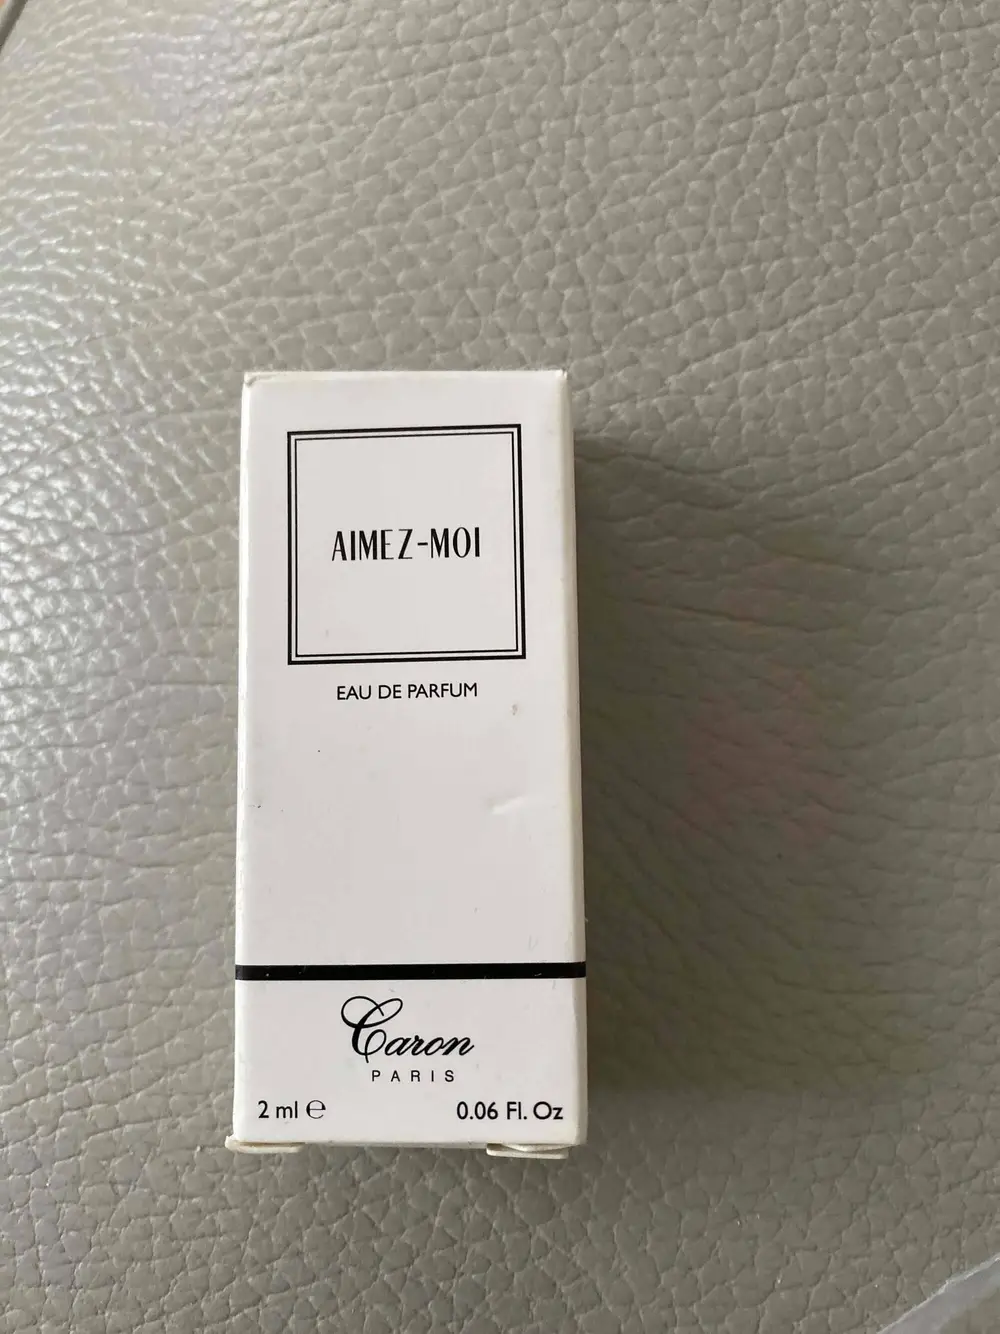 AIMEZ-MOI
EAU DE PARFUM
Caron
PARIS
2 ml ℮ 0.06 Fl. Oz